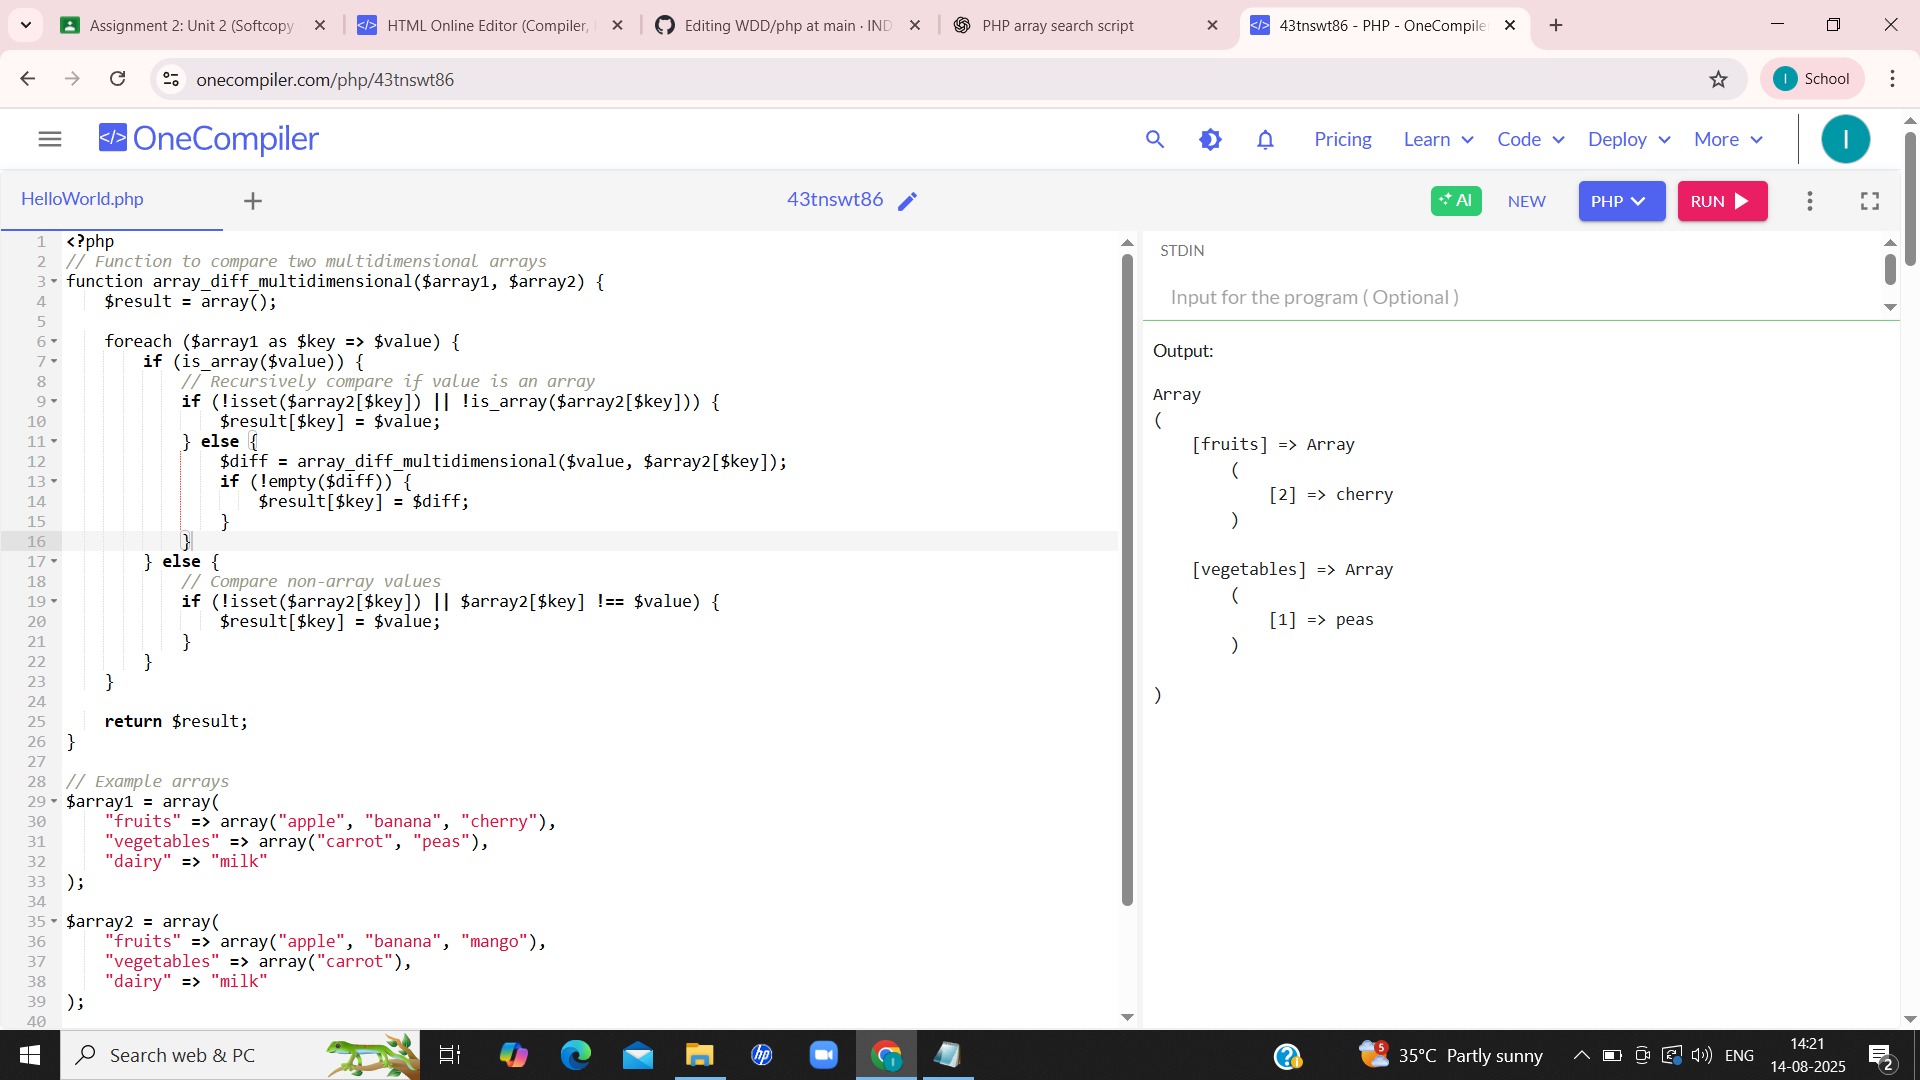 Assignment 2: Unit 2 (Softcopy
HTML Online Editor (Compiler,
Editing WDD/php at main · IND
PHP array search script
43tnswt86 - PHP - OneCompile
onecompiler.com/php/43tnswt86
I School
OneCompiler
Pricing
Learn
Code
Deploy
More
I
HelloWorld.php
43tnswt86
AI
NEW
PHP
RUN
1 <?php
2 // Function to compare two multidimensional arrays
3 function array_diff_multidimensional($array1, $array2) {
4     $result = array();
5
6     foreach ($array1 as $key => $value) {
7         if (is_array($value)) {
8             // Recursively compare if value is an array
9             if (!isset($array2[$key]) || !is_array($array2[$key])) {
10                 $result[$key] = $value;
11             } else {
12                 $diff = array_diff_multidimensional($value, $array2[$key]);
13                 if (!empty($diff)) {
14                     $result[$key] = $diff;
15                 }
16             }
17         } else {
18             // Compare non-array values
19             if (!isset($array2[$key]) || $array2[$key] !== $value) {
20                 $result[$key] = $value;
21             }
22         }
23     }
24
25     return $result;
26 }
27
28 // Example arrays
29 $array1 = array(
30     "fruits" => array("apple", "banana", "cherry"),
31     "vegetables" => array("carrot", "peas"),
32     "dairy" => "milk"
33 );
34
35 $array2 = array(
36     "fruits" => array("apple", "banana", "mango"),
37     "vegetables" => array("carrot"),
38     "dairy" => "milk"
39 );
40
STDIN
Input for the program ( Optional )
Output:
Array
(
    [fruits] => Array
        (
            [2] => cherry
        )
    [vegetables] => Array
        (
            [1] => peas
        )
)
Search web & PC
hp
5
35°C Partly sunny
ENG
14:21
14-08-2025
2